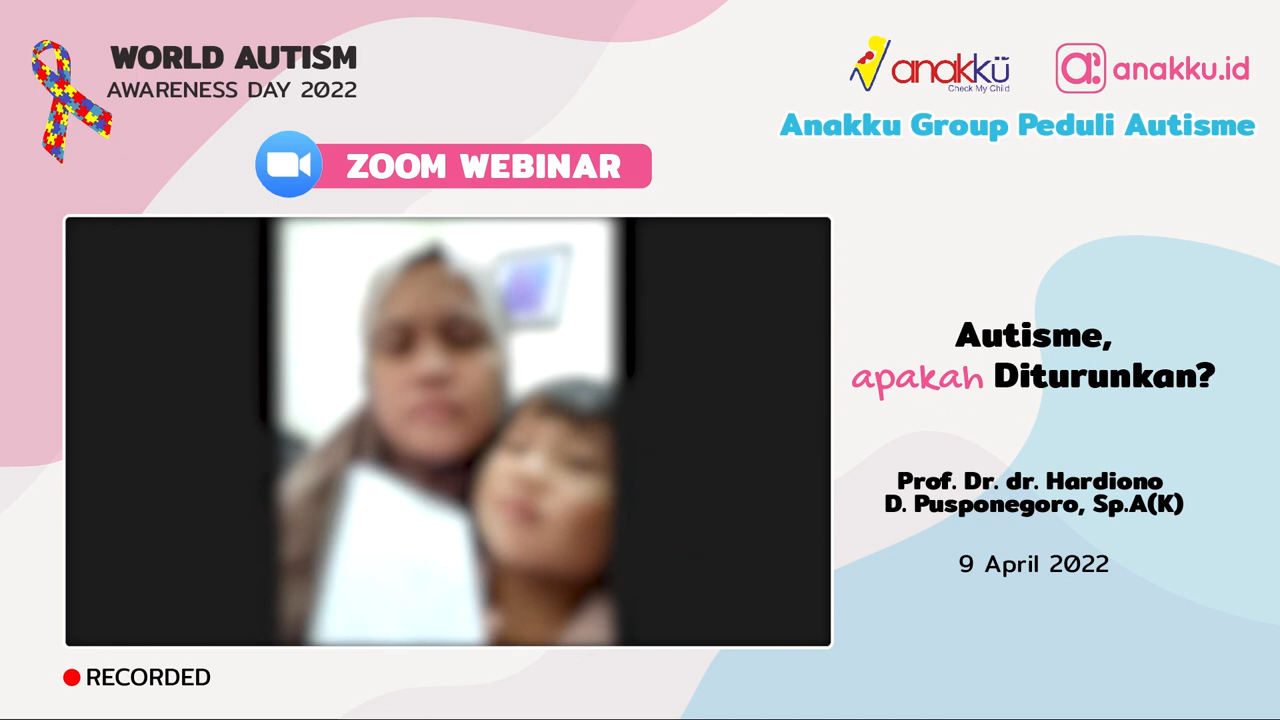 WORLD AUTISM
AWARENESS DAY 2022
anakkü
Check My Child
a: anakku.id
Anakku Group Peduli Autisme
ZOOM WEBINAR
Autisme,
apakah Diturunkan?
Prof. Dr. dr. Hardiono
D. Pusponegoro, Sp.A(K)
9 April 2022
RECORDED